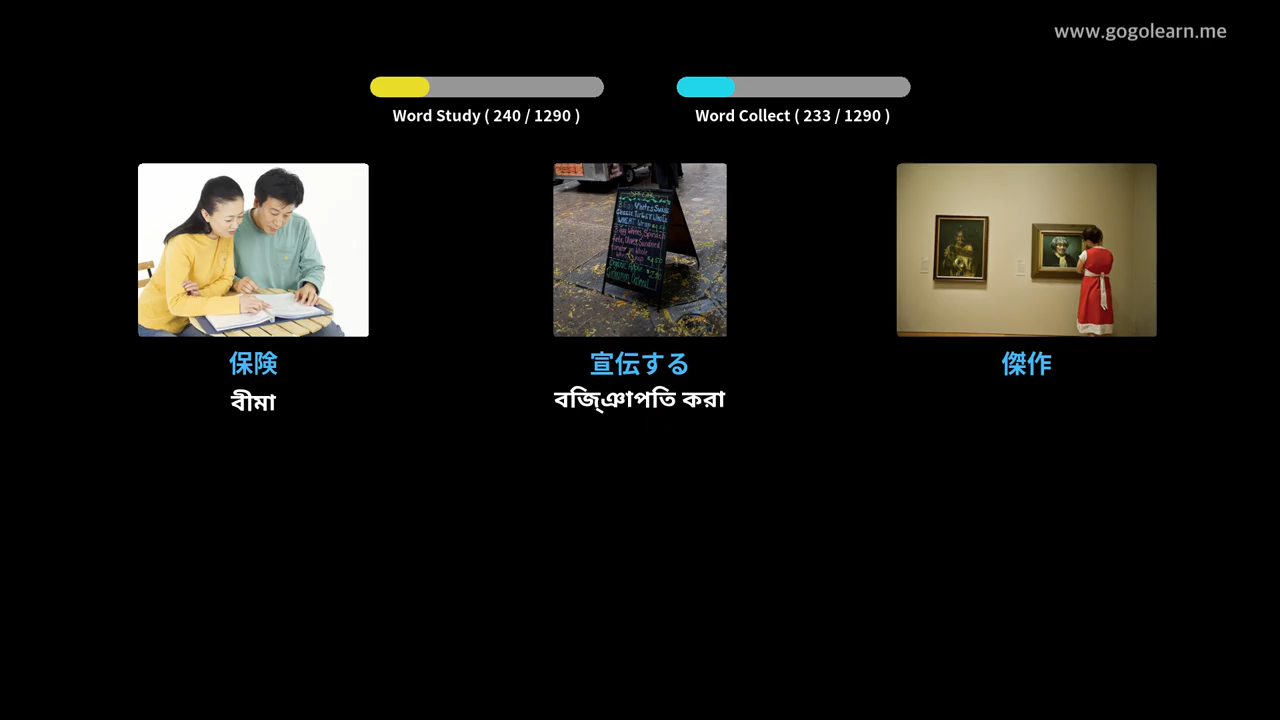 www.gogolearn.me
Word Study ( 240 / 1290 )
Word Collect ( 233 / 1290 )
保険
宣伝する
傑作
বীমা
বজি্ঞাপতি করা